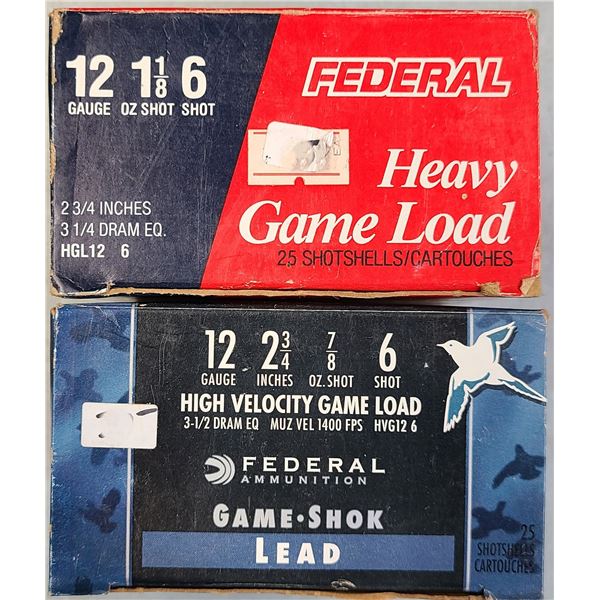 12 1 1/8 6
GAUGE OZ SHOT SHOT
2 3/4 INCHES
3 1/4 DRAM EQ.
HGL12 6
FEDERAL
Heavy
Game Load
25 SHOTSHELLS/CARTOUCHES
12 2 3/4 7/8 6
GAUGE INCHES OZ. SHOT SHOT
HIGH VELOCITY GAME LOAD
3-1/2 DRAM EQ MUZ VEL 1400 FPS HVG12 6
FEDERAL
AMMUNITION
GAME•SHOK
LEAD
25
SHOTSHELLS
CARTOUCHES